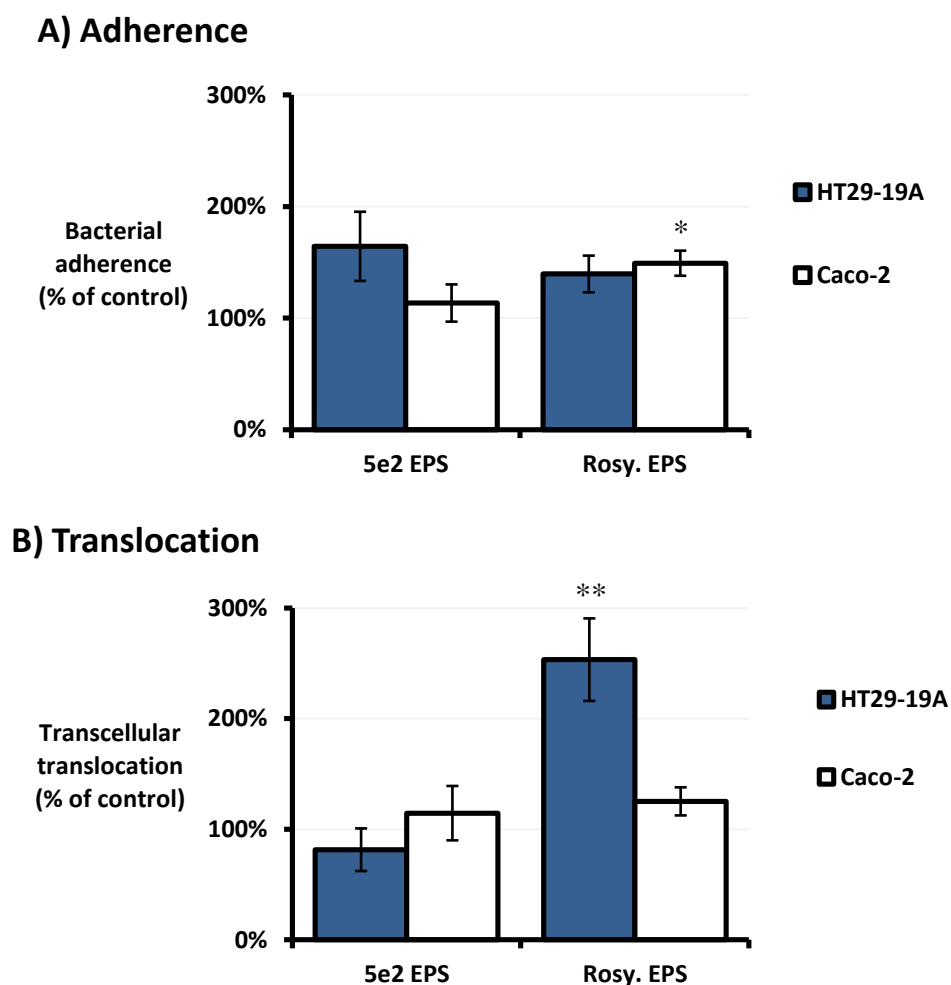 A) Adherence
300%
200%
100%
0%
Bacterial
adherence
(% of control)
*
HT29-19A
Caco-2
5e2 EPS
Rosy. EPS
B) Translocation
300%
200%
100%
0%
Transcellular
translocation
(% of control)
**
HT29-19A
Caco-2
5e2 EPS
Rosy. EPS